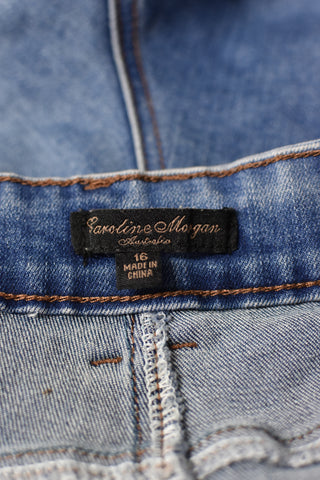 Caroline Morgan
Australia
16
MADE IN
CHINA